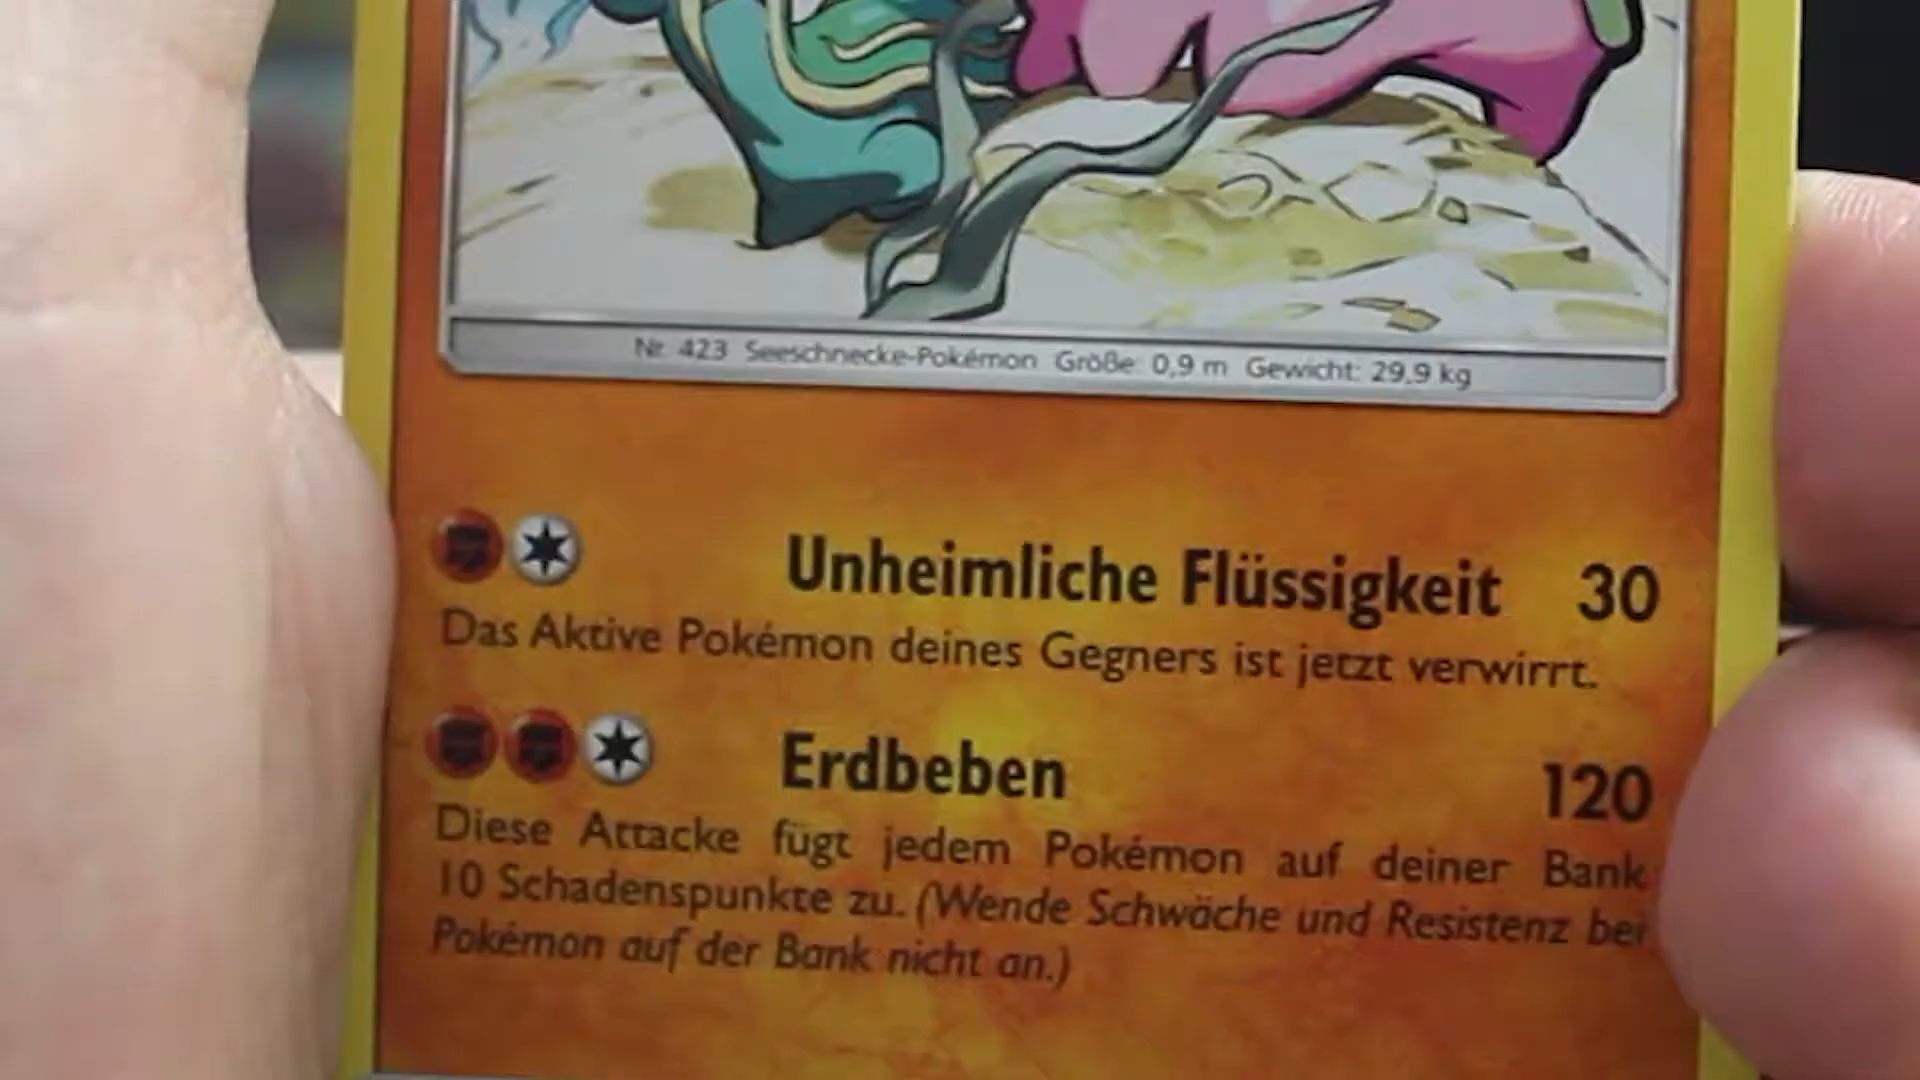 Nr. 423 Seeschnecke-Pokémon Größe: 0,9 m Gewicht: 29,9 kg
Unheimliche Flüssigkeit 30
Das Aktive Pokémon deines Gegners ist jetzt verwirrt.
Erdbeben 120
Diese Attacke fügt jedem Pokémon auf deiner Bank
10 Schadenspunkte zu. (Wende Schwäche und Resistenz bei
Pokémon auf der Bank nicht an.)